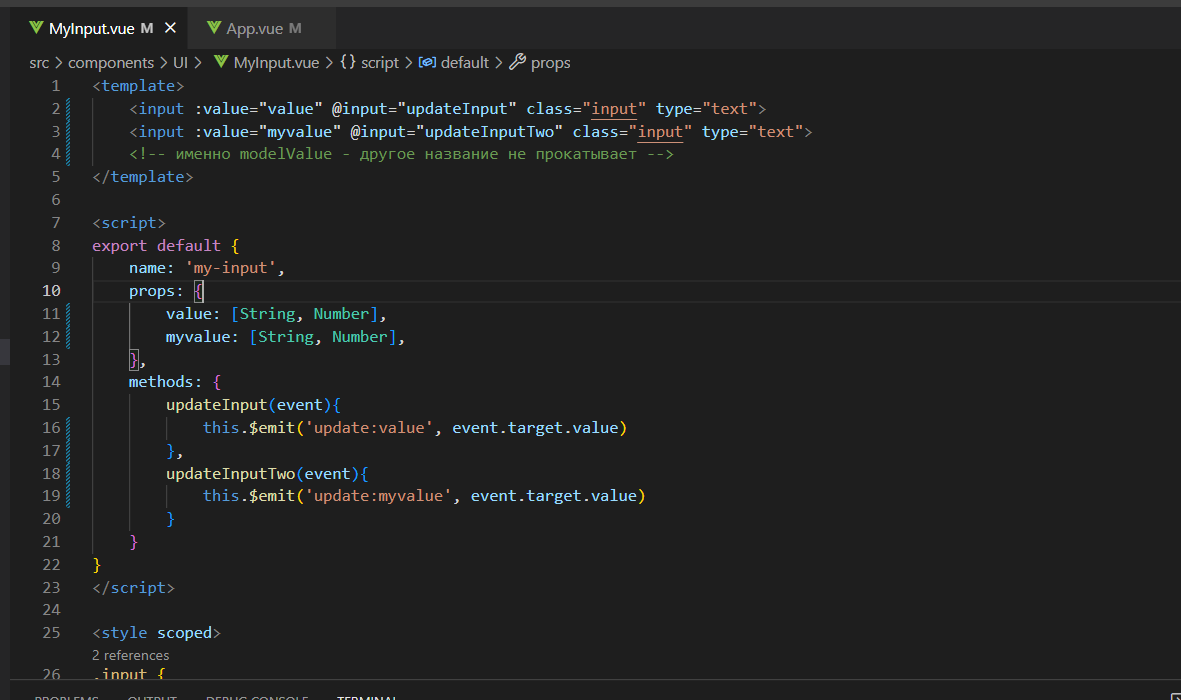 MyInput.vue M
App.vue M
src > components > UI > MyInput.vue > {} script > default > props
1 <template>
2 <input :value="value" @input="updateInput" class="input" type="text">
3 <input :value="myvalue" @input="updateInputTwo" class="input" type="text">
4 <!-- именно modelValue - другое название не прокатывает -->
5 </template>
6
7 <script>
8 export default {
9 name: 'my-input',
10 props: {
11 value: [String, Number],
12 myvalue: [String, Number],
13 },
14 methods: {
15 updateInput(event){
16 this.$emit('update:value', event.target.value)
17 },
18 updateInputTwo(event){
19 this.$emit('update:myvalue', event.target.value)
20 }
21 }
22 }
23 </script>
24
25 <style scoped>
2 references
26 .input {
PROBLEMS OUTPUT DEBUG CONSOLE TERMINAL